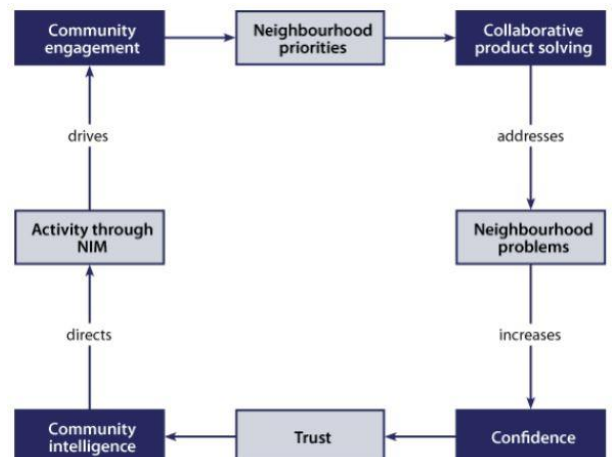 Community
engagement
Neighbourhood
priorities
Collaborative
product solving
drives
addresses
Activity through
NIM
Neighbourhood
problems
directs
increases
Community
intelligence
Trust
Confidence